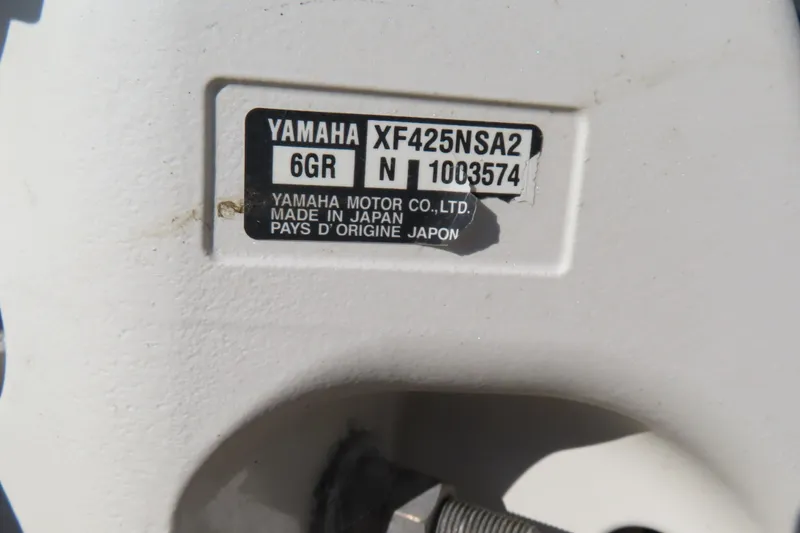 YAMAHA XF425NSA2
6GR N 1003574
YAMAHA MOTOR CO.,LTD.
MADE IN JAPAN
PAYS D'ORIGINE JAPON